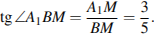 tg ∠A₁BM = A₁M/BM = 3/5.